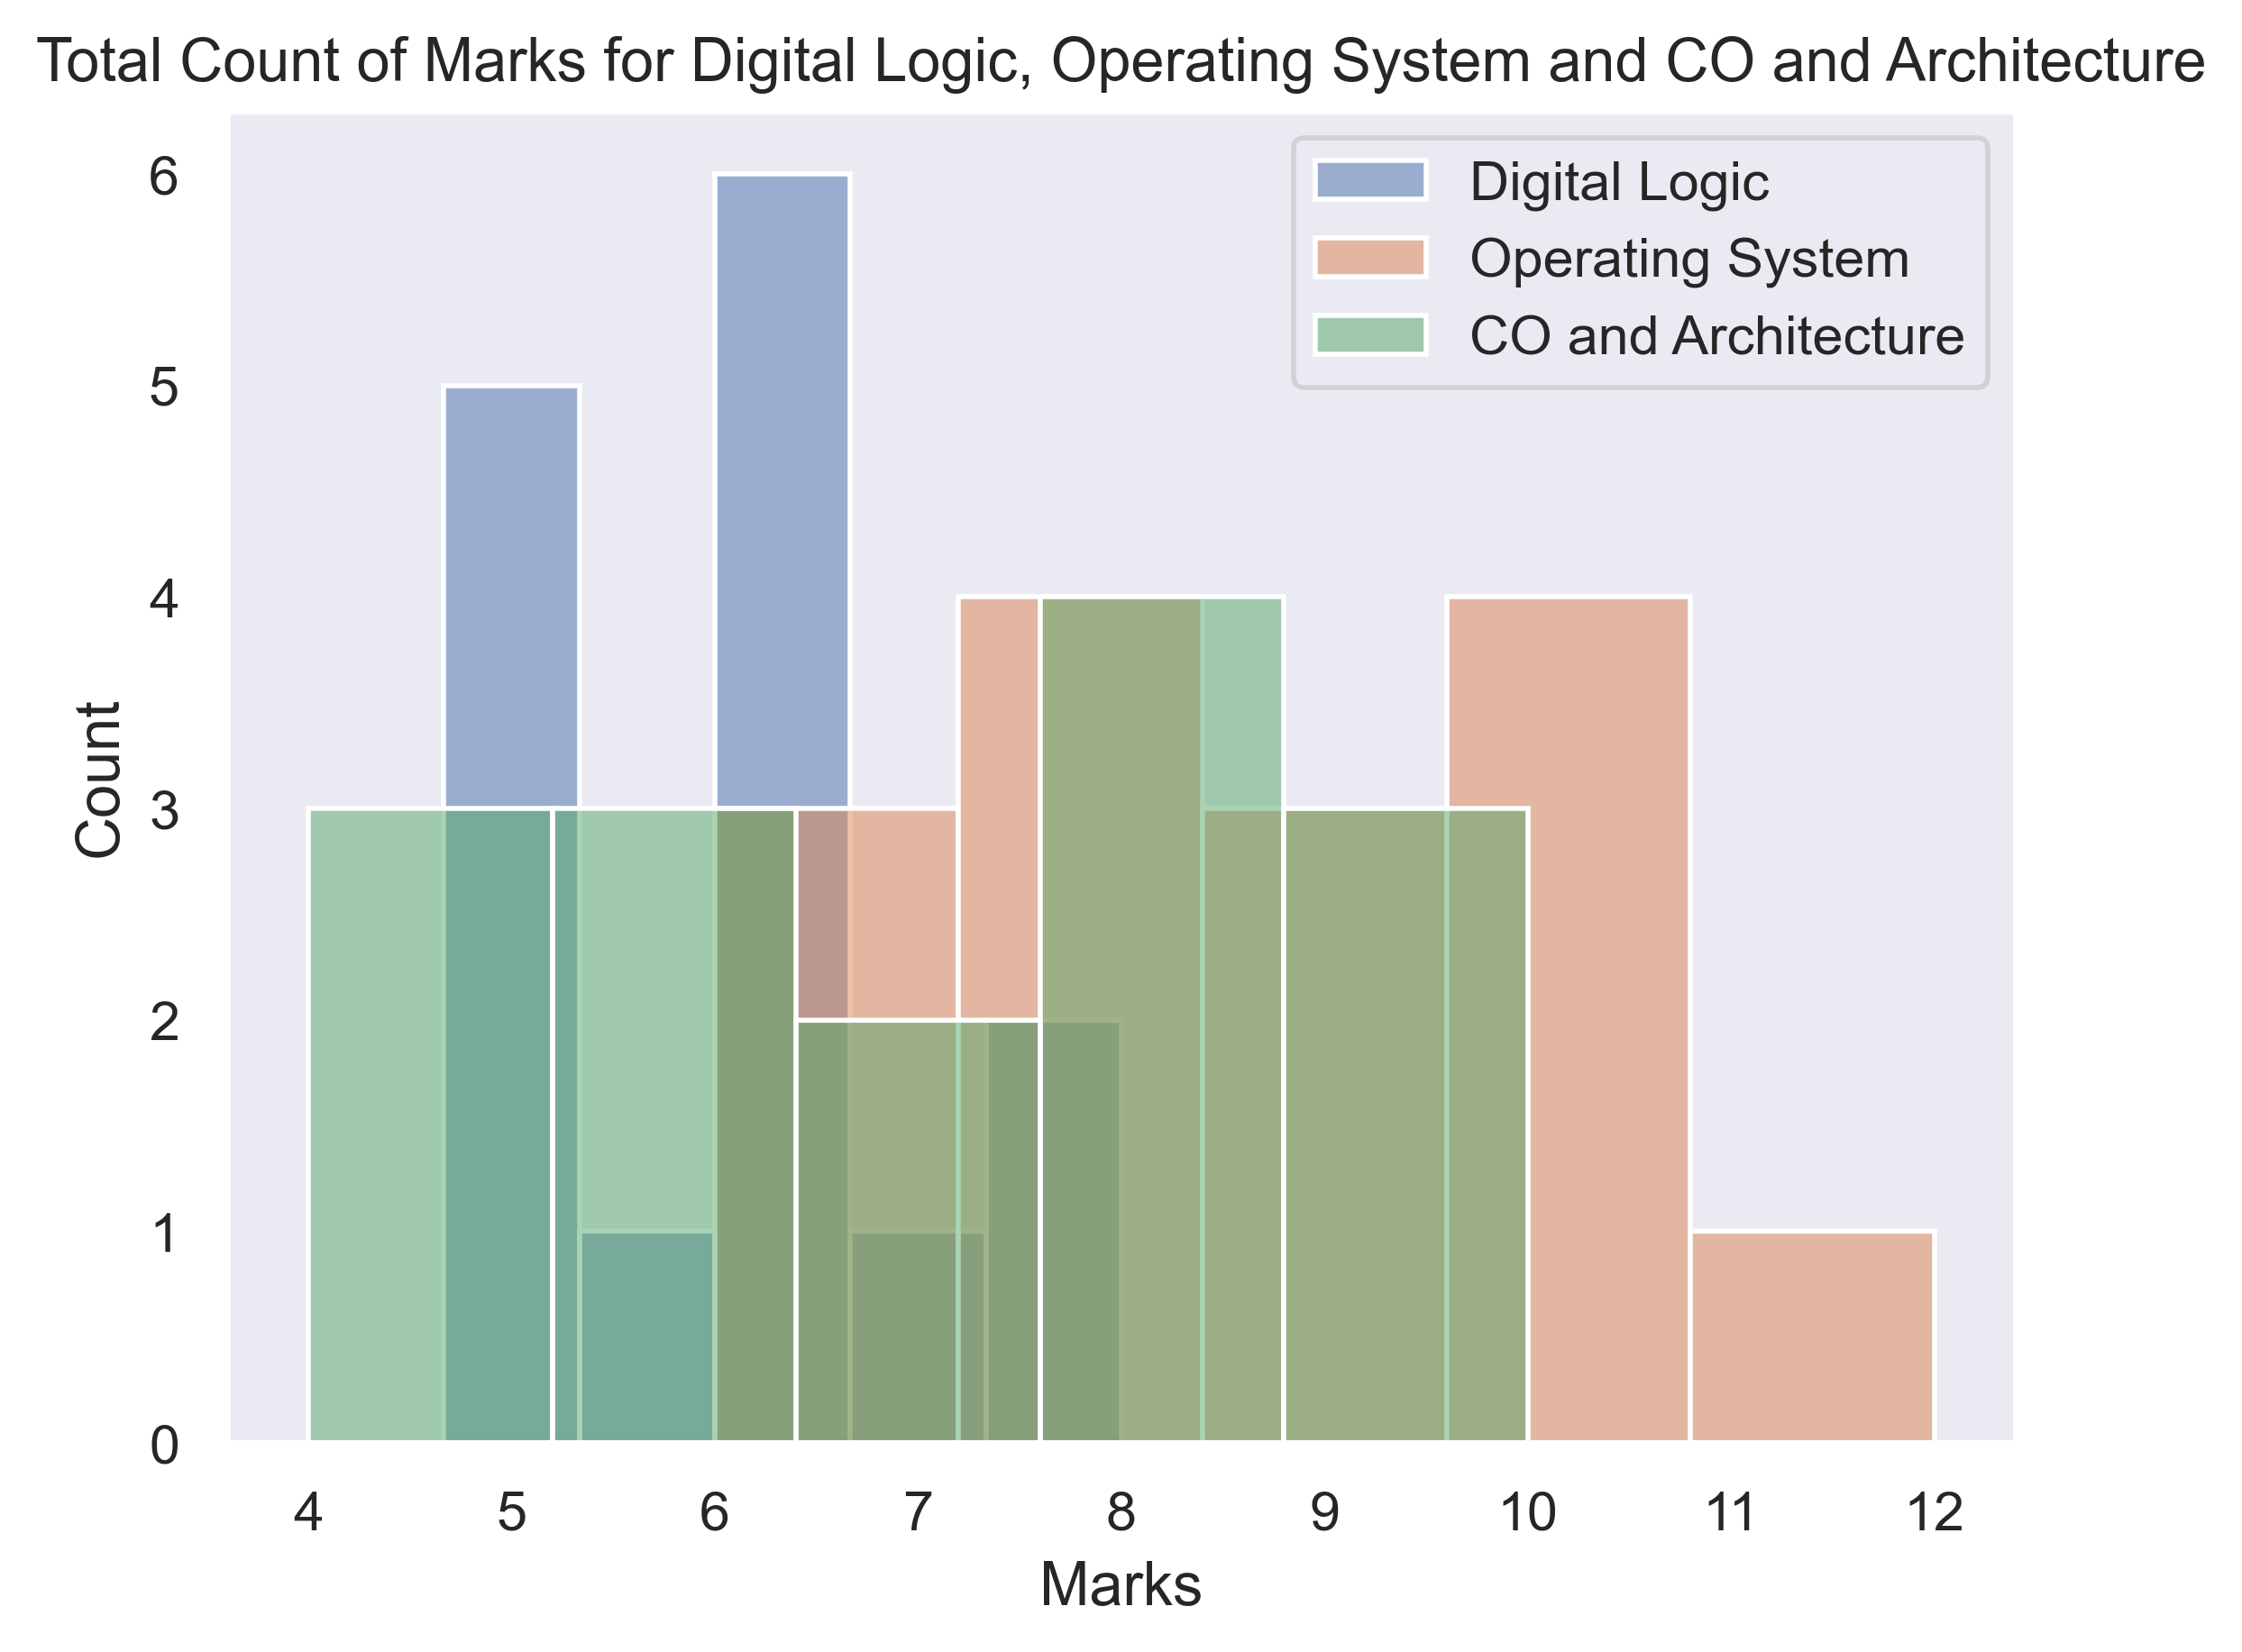 Total Count of Marks for Digital Logic, Operating System and CO and Architecture
Digital Logic
Operating System
CO and Architecture
6
5
4
3
2
1
0
Count
4 5 6 7 8 9 10 11 12
Marks